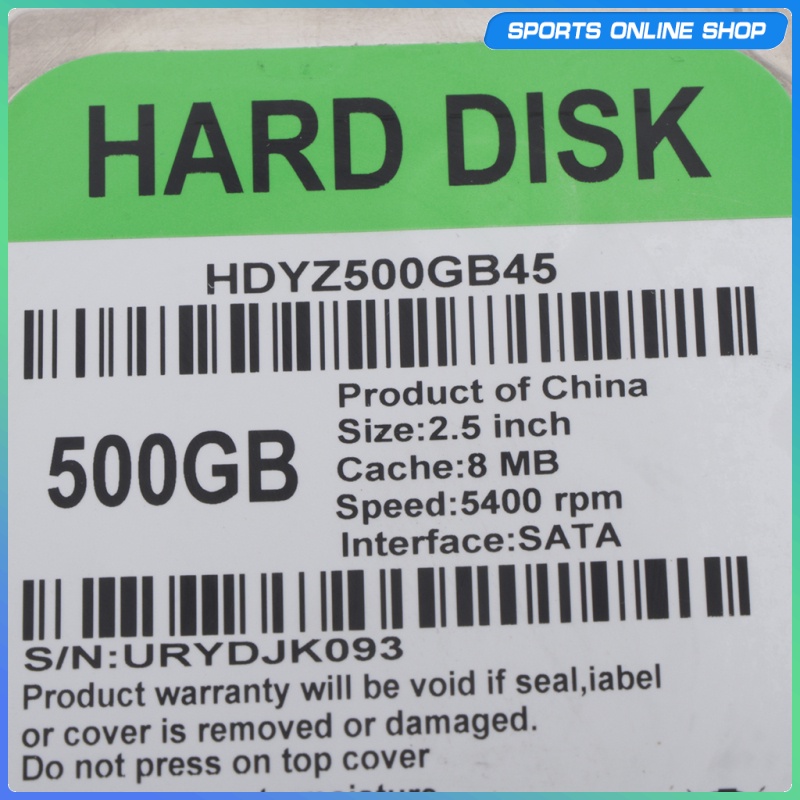 SPORTS ONLINE SHOP
HARD DISK
HDYZ500GB45
500GB
Product of China
Size:2.5 inch
Cache:8 MB
Speed:5400 rpm
Interface:SATA
S/N:URYDJK093
Product warranty will be void if seal,iabel
or cover is removed or damaged.
Do not press on top cover